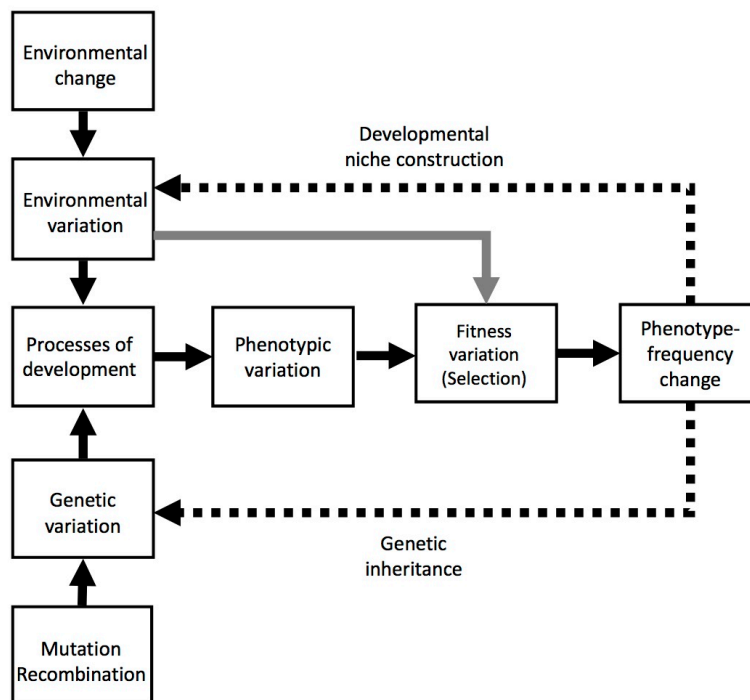 Environmental
change
Developmental
niche construction
Environmental
variation
Processes of
development
Phenotypic
variation
Fitness
variation
(Selection)
Phenotype-
frequency
change
Genetic
variation
Genetic
inheritance
Mutation
Recombination